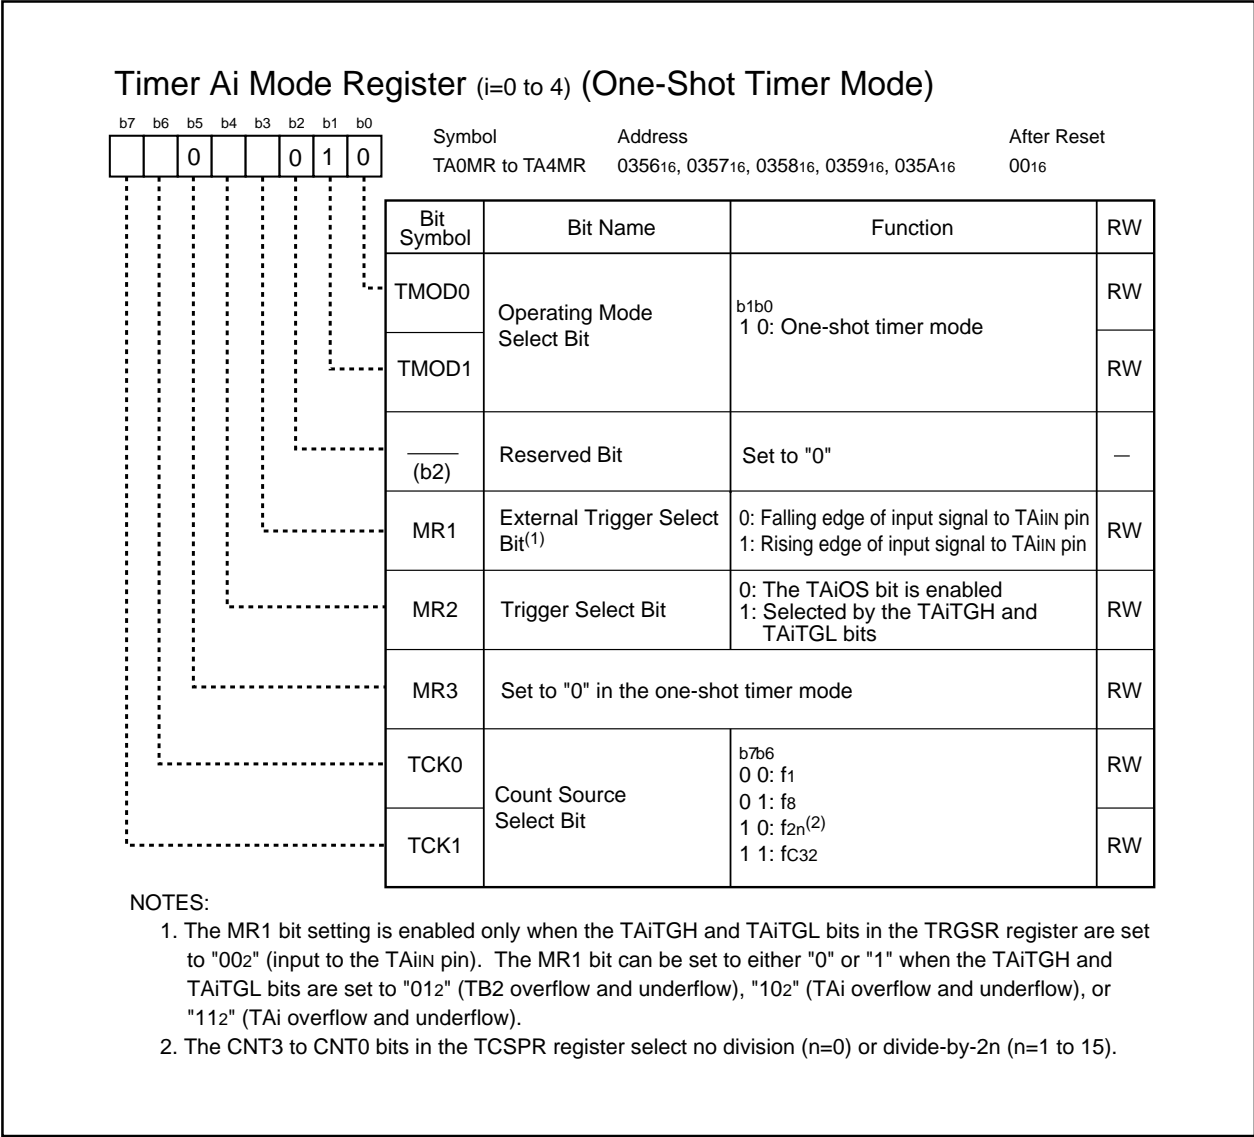 Timer Ai Mode Register (i=0 to 4) (One-Shot Timer Mode)
b7 b6 b5 b4 b3 b2 b1 b0
0 0 1 0
Symbol Address After Reset
TA0MR to TA4MR 035616, 035716, 035816, 035916, 035A16 0016
Bit Symbol Bit Name Function RW
TMOD0 RW
Operating Mode
Select Bit
b1b0
1 0: One-shot timer mode
TMOD1 RW
(b2) Reserved Bit Set to "0" —
MR1
External Trigger Select
Bit(1)
0: Falling edge of input signal to TAiIN pin
1: Rising edge of input signal to TAiIN pin
RW
MR2 Trigger Select Bit
0: The TAiOS bit is enabled
1: Selected by the TAiTGH and
TAiTGL bits
RW
MR3 Set to "0" in the one-shot timer mode RW
TCK0 RW
Count Source
Select Bit
b7b6
0 0: f1
0 1: f8
1 0: f2n(2)
1 1: fC32
TCK1 RW
NOTES:
1. The MR1 bit setting is enabled only when the TAiTGH and TAiTGL bits in the TRGSR register are set
to "002" (input to the TAiIN pin). The MR1 bit can be set to either "0" or "1" when the TAiTGH and
TAiTGL bits are set to "012" (TB2 overflow and underflow), "102" (TAi overflow and underflow), or
"112" (TAi overflow and underflow).
2. The CNT3 to CNT0 bits in the TCSPR register select no division (n=0) or divide-by-2n (n=1 to 15).